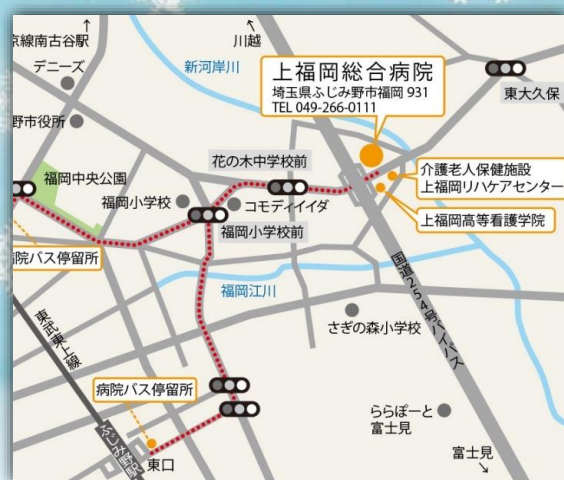 京線南古谷駅
川越
新河岸川
デニーズ
上福岡総合病院
埼玉県ふじみ野市福岡 931
TEL 049-266-0111
東大久保
野市役所
花の木中学校前
介護老人保健施設
上福岡リハケアセンター
福岡中央公園
福岡小学校
コモディイイダ
上福岡高等看護学院
福岡小学校前
病院バス停留所
国道254号バイパス
福岡江川
東武東上線
さぎの森小学校
病院バス停留所
ららぽーと
富士見
ふじみ野駅
東口
富士見